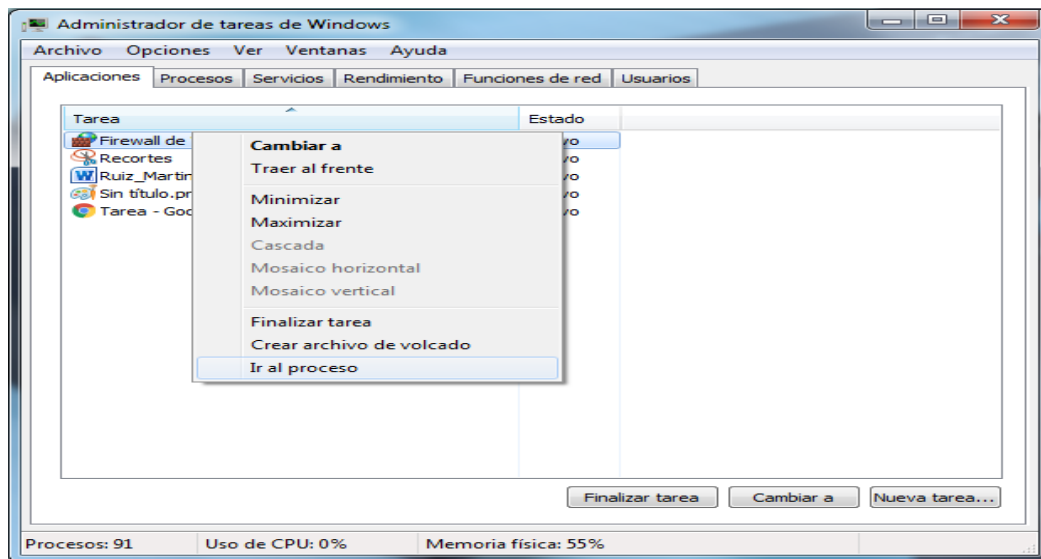 Administrador de tareas de Windows
Archivo Opciones Ver Ventanas Ayuda
Aplicaciones Procesos Servicios Rendimiento Funciones de red Usuarios
Tarea Estado
Firewall de
Recortes
Ruiz_Martin
Sin título.pr
Tarea - Goo
Cambiar a
Traer al frente
Minimizar
Maximizar
Cascada
Mosaico horizontal
Mosaico vertical
Finalizar tarea
Crear archivo de volcado
Ir al proceso
Finalizar tarea Cambiar a Nueva tarea...
Procesos: 91 Uso de CPU: 0% Memoria física: 55%